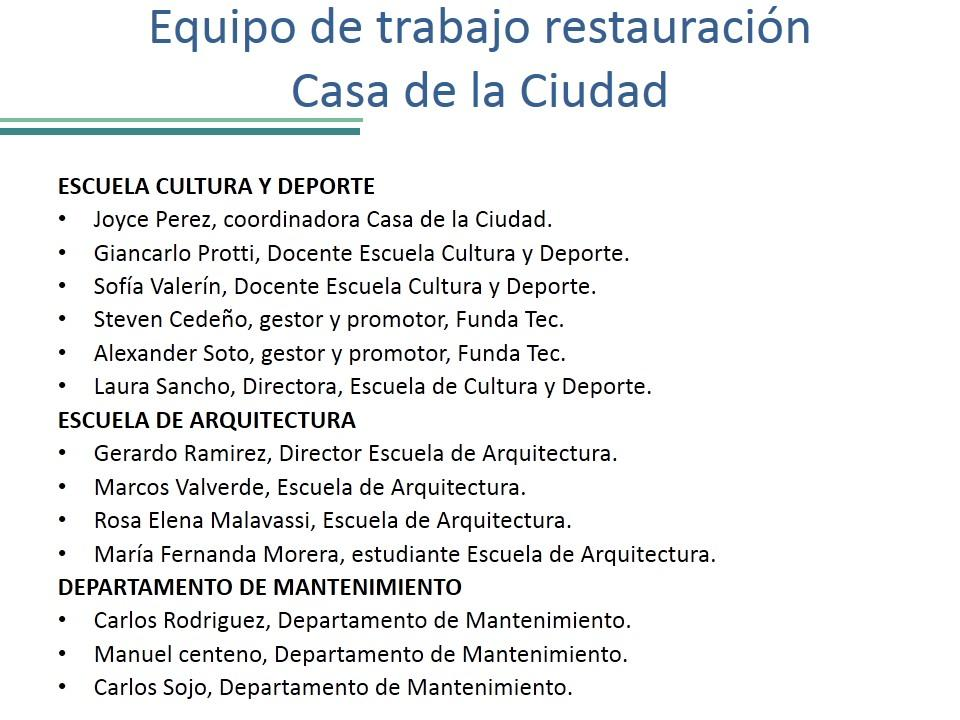 Equipo de trabajo restauración
Casa de la Ciudad
ESCUELA CULTURA Y DEPORTE
• Joyce Perez, coordinadora Casa de la Ciudad.
• Giancarlo Protti, Docente Escuela Cultura y Deporte.
• Sofía Valerín, Docente Escuela Cultura y Deporte.
• Steven Cedeño, gestor y promotor, Funda Tec.
• Alexander Soto, gestor y promotor, Funda Tec.
• Laura Sancho, Directora, Escuela de Cultura y Deporte.
ESCUELA DE ARQUITECTURA
• Gerardo Ramirez, Director Escuela de Arquitectura.
• Marcos Valverde, Escuela de Arquitectura.
• Rosa Elena Malavassi, Escuela de Arquitectura.
• María Fernanda Morera, estudiante Escuela de Arquitectura.
DEPARTAMENTO DE MANTENIMIENTO
• Carlos Rodriguez, Departamento de Mantenimiento.
• Manuel centeno, Departamento de Mantenimiento.
• Carlos Sojo, Departamento de Mantenimiento.